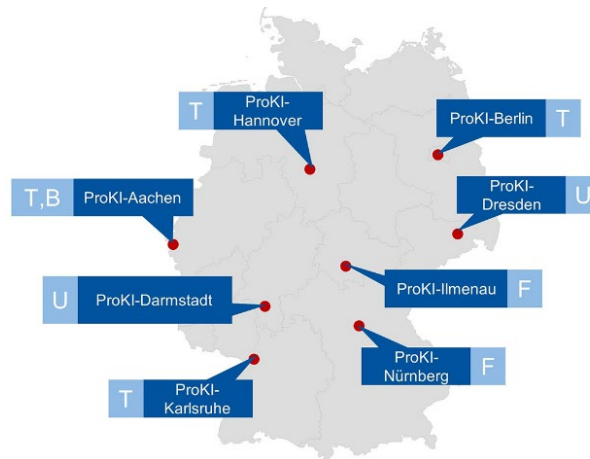 T
ProKI-
Hannover
ProKI-Berlin
T
T,B
ProKI-Aachen
ProKI-
Dresden
U
U
ProKI-Darmstadt
ProKI-Ilmenau
F
T
ProKI-
Karlsruhe
ProKI-
Nürnberg
F